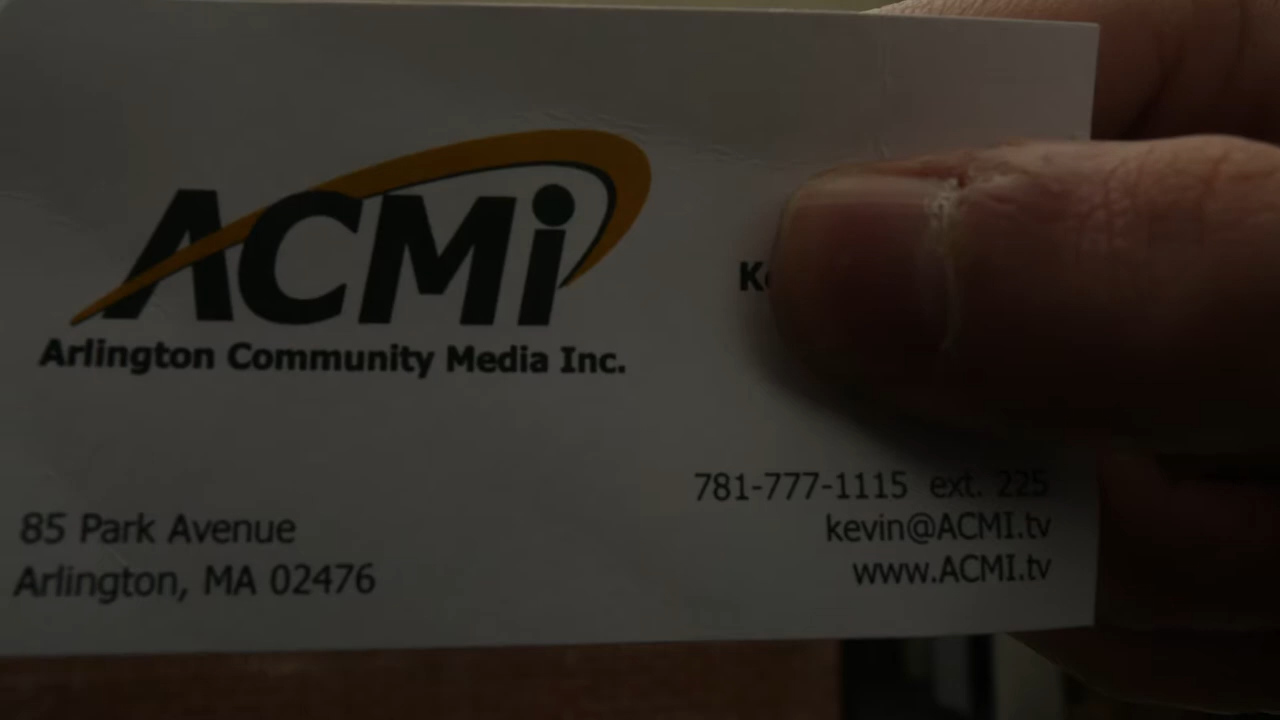 ACMi
Arlington Community Media Inc.
85 Park Avenue
Arlington, MA 02476
781-777-1115 ext. 225
kevin@ACMI.tv
www.ACMI.tv